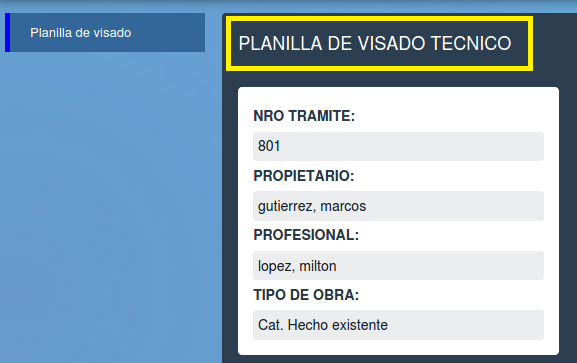 Planilla de visado
PLANILLA DE VISADO TECNICO
NRO TRAMITE:
801
PROPIETARIO:
gutierrez, marcos
PROFESIONAL:
lopez, milton
TIPO DE OBRA:
Cat. Hecho existente